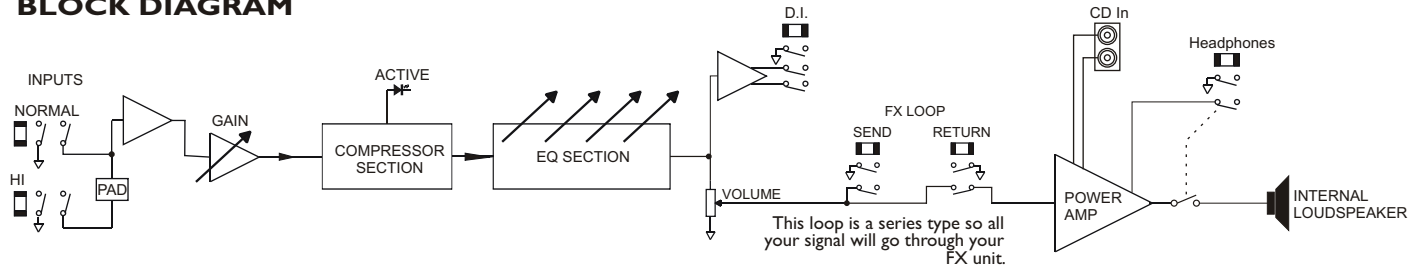 BLOCK DIAGRAM
INPUTS
NORMAL
HI
PAD
GAIN
ACTIVE
COMPRESSOR
SECTION
EQ SECTION
D.I.
VOLUME
FX LOOP
SEND
RETURN
This loop is a series type so all
your signal will go through your
FX unit.
CD In
Headphones
POWER
AMP
INTERNAL
LOUDSPEAKER